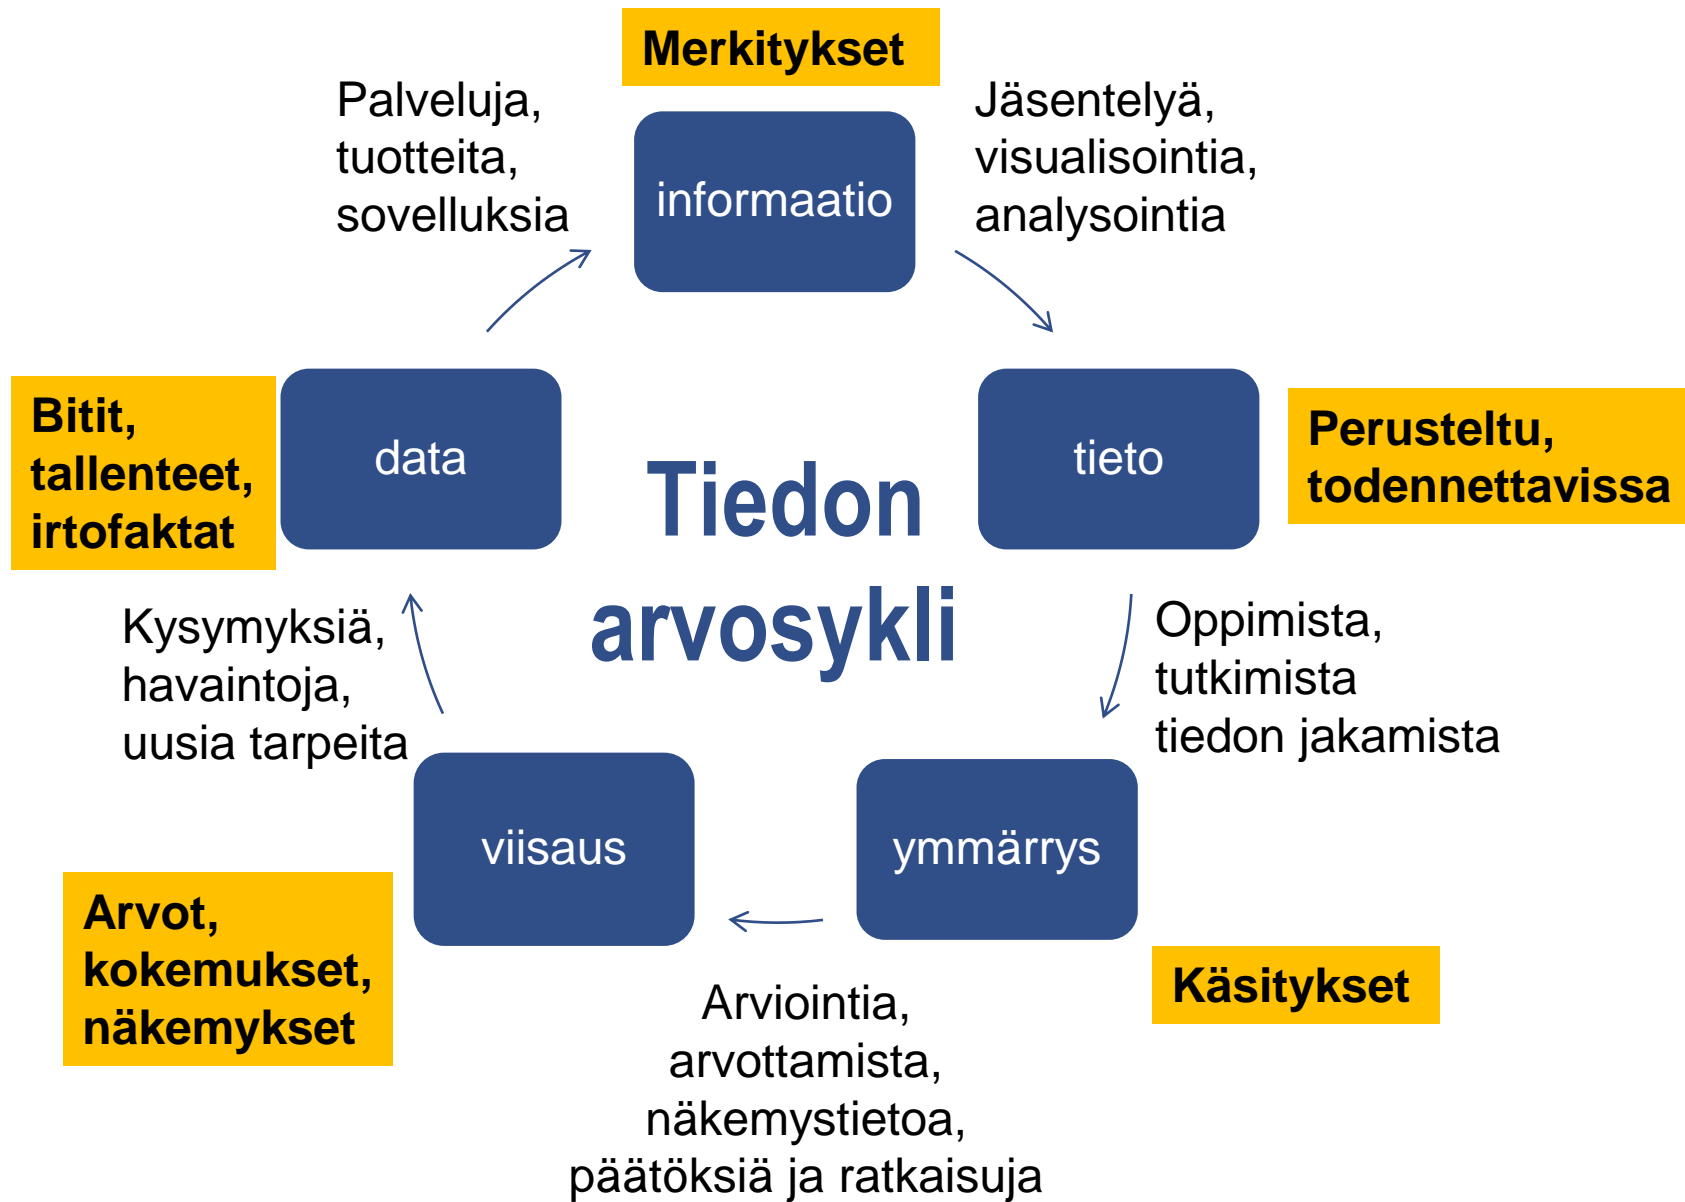 Merkitykset
Palveluja,
tuotteita,
sovelluksia
informaatio
Jäsentelyä,
visualisointia,
analysointia
Bitit,
tallenteet,
irtofaktat
data
Tiedon
arvosykli
tieto
Perusteltu,
todennettavissa
Kysymyksiä,
havaintoja,
uusia tarpeita
Oppimista,
tutkimista
tiedon jakamista
viisaus
ymmärrys
Arvot,
kokemukset,
näkemykset
Käsitykset
Arviointia,
arvottamista,
näkemystietoa,
päätöksiä ja ratkaisuja